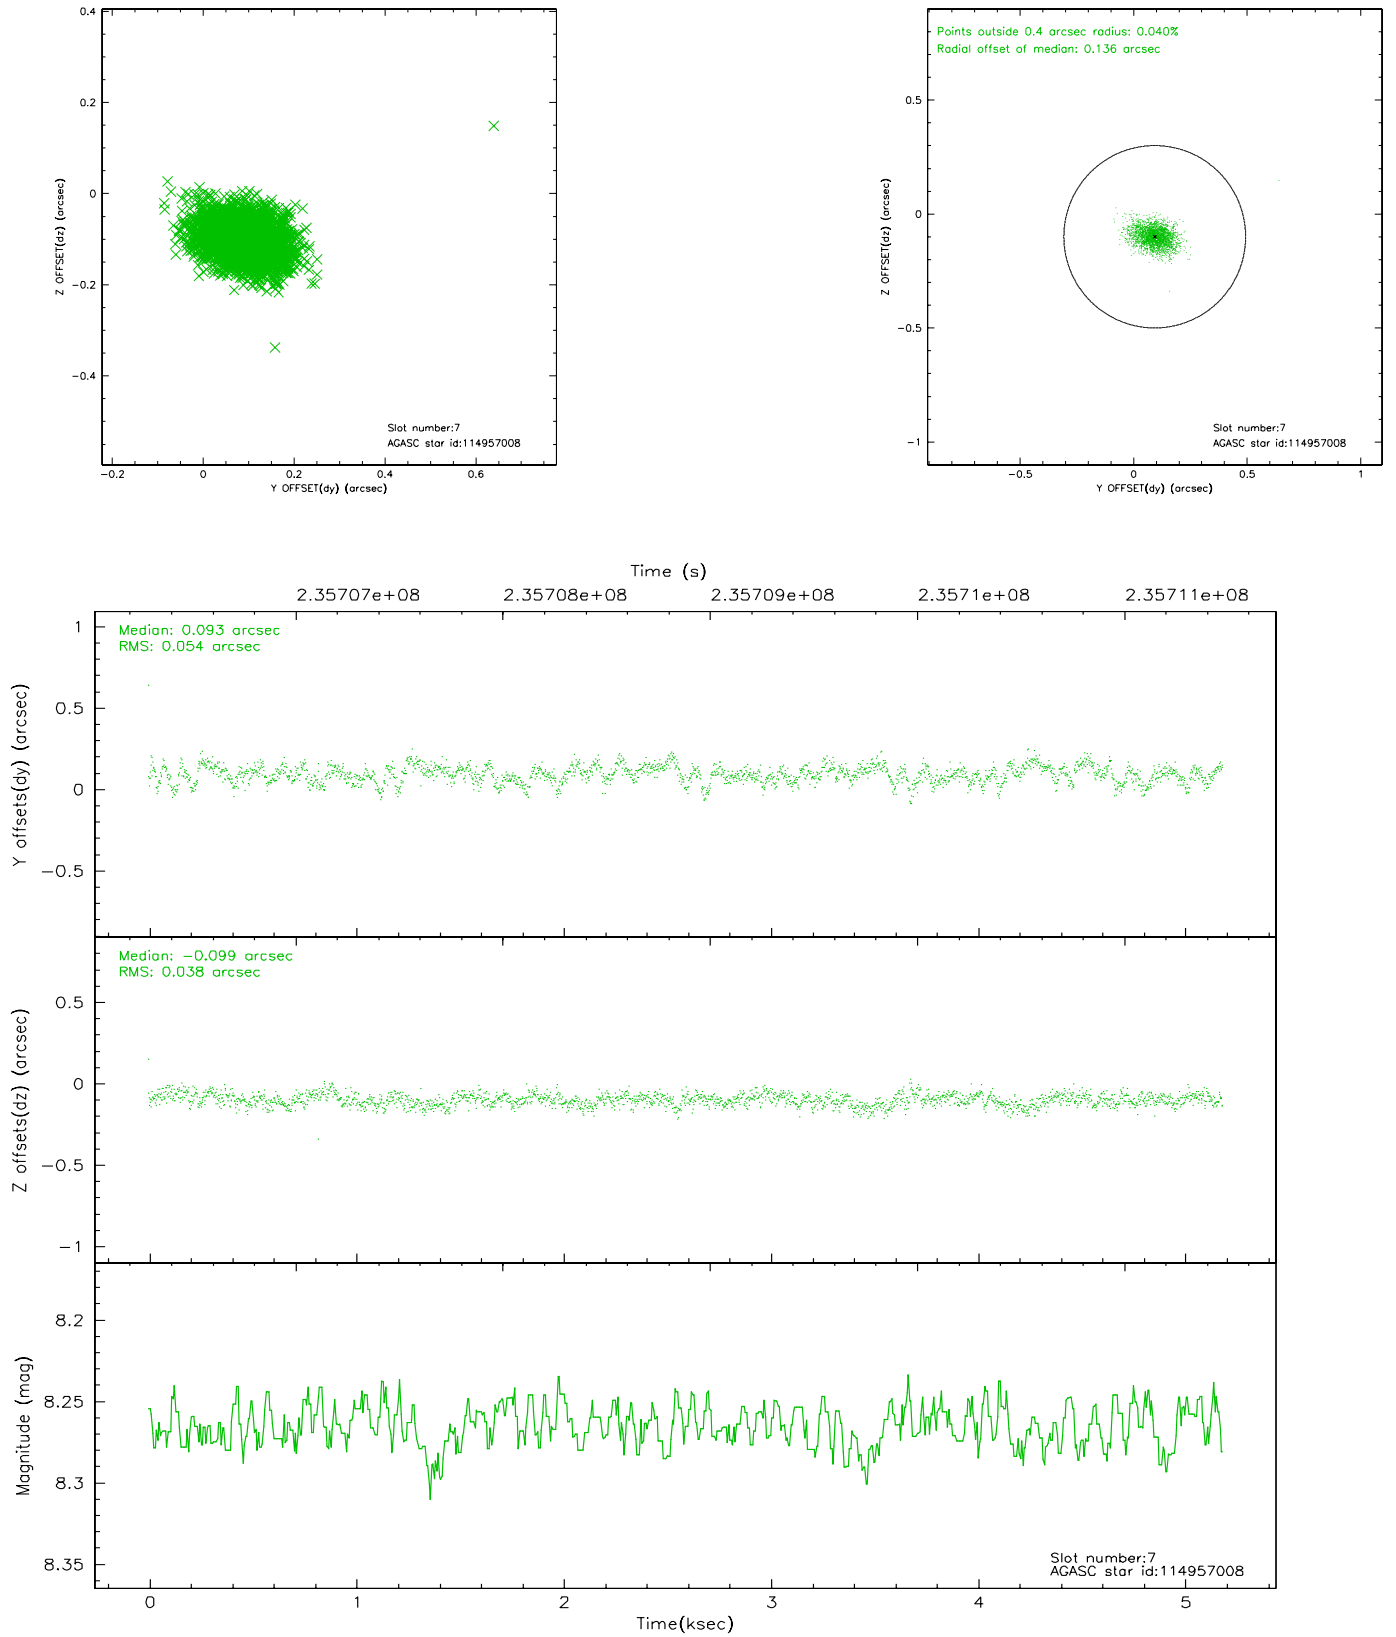 0.4
0.2
0
−0.2
−0.4
Z OFFSET(dz) (arcsec)
Slot number:7
AGASC star id:114957008
−0.2
0
0.2
0.4
0.6
Y OFFSET(dy) (arcsec)
Points outside 0.4 arcsec radius: 0.040%
Radial offset of median: 0.136 arcsec
0.5
0
−0.5
−1
Z OFFSET(dz) (arcsec)
Slot number:7
AGASC star id:114957008
−0.5
0
0.5
1
Y OFFSET(dy) (arcsec)
Time (s)
2.35707e+08
2.35708e+08
2.35709e+08
2.3571e+08
2.35711e+08
Median: 0.093 arcsec
RMS: 0.054 arcsec
1
0.5
0
−0.5
Y offsets(dy) (arcsec)
Median: −0.099 arcsec
RMS: 0.038 arcsec
0.5
0
−0.5
−1
Z offsets(dz) (arcsec)
8.2
8.25
8.3
8.35
Magnitude (mag)
Slot number:7
AGASC star id:114957008
0
1
2
3
4
5
Time(ksec)